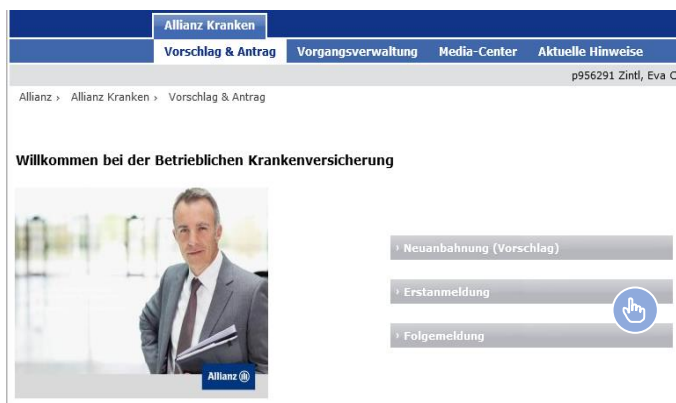 Allianz Kranken
Vorschlag & Antrag Vorgangsverwaltung Media-Center Aktuelle Hinweise
p956291 Zintl, Eva C
Allianz › Allianz Kranken › Vorschlag & Antrag
Willkommen bei der Betrieblichen Krankenversicherung
› Neuanbahnung (Vorschlag)
› Erstanmeldung
› Folgemeldung
Allianz